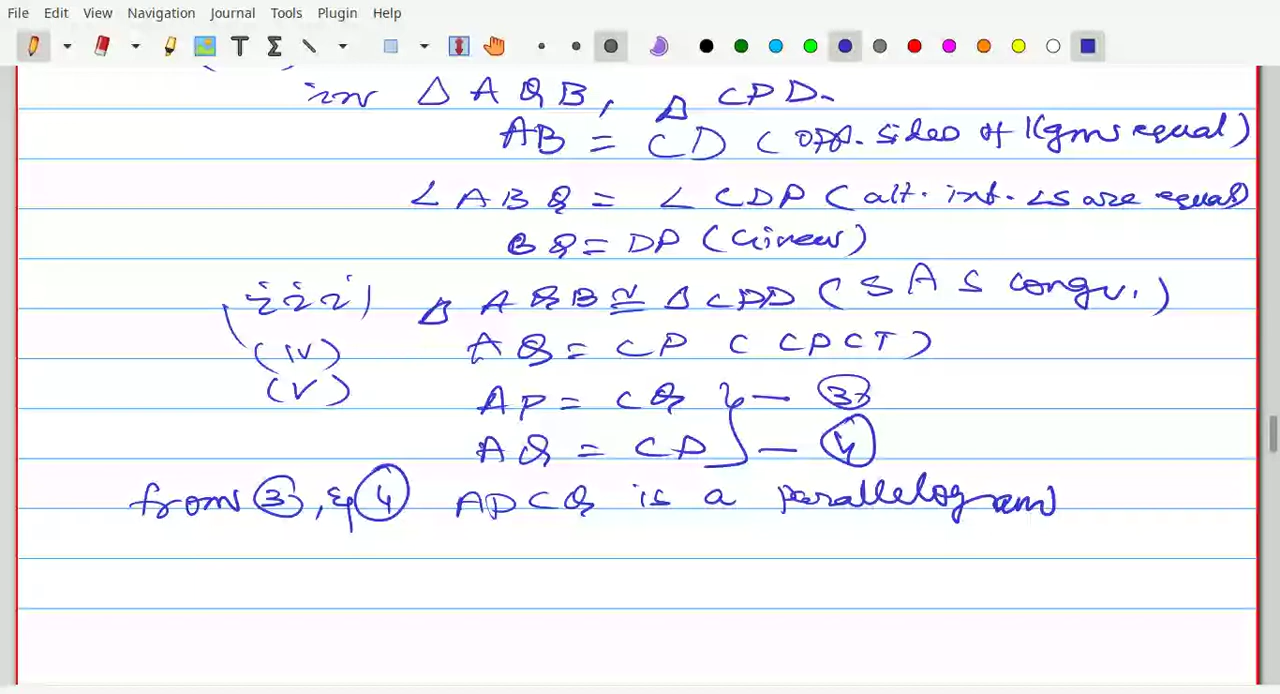 File Edit View Navigation Journal Tools Plugin Help
in △ AQB, △ CPD.
AB = CD (opp. sides of ||gms equal)
∠ABQ = ∠CDP (alt. int. ∠s are equal)
BQ = DP (Given)
iii) △ AQB ≅ △ CPD (SAS congr.)
(iv) AQ = CP (CPCT)
(v) AP = CQ } — ③
AQ = CP } — ④
from ③, & ④ APCQ is a parallelogram